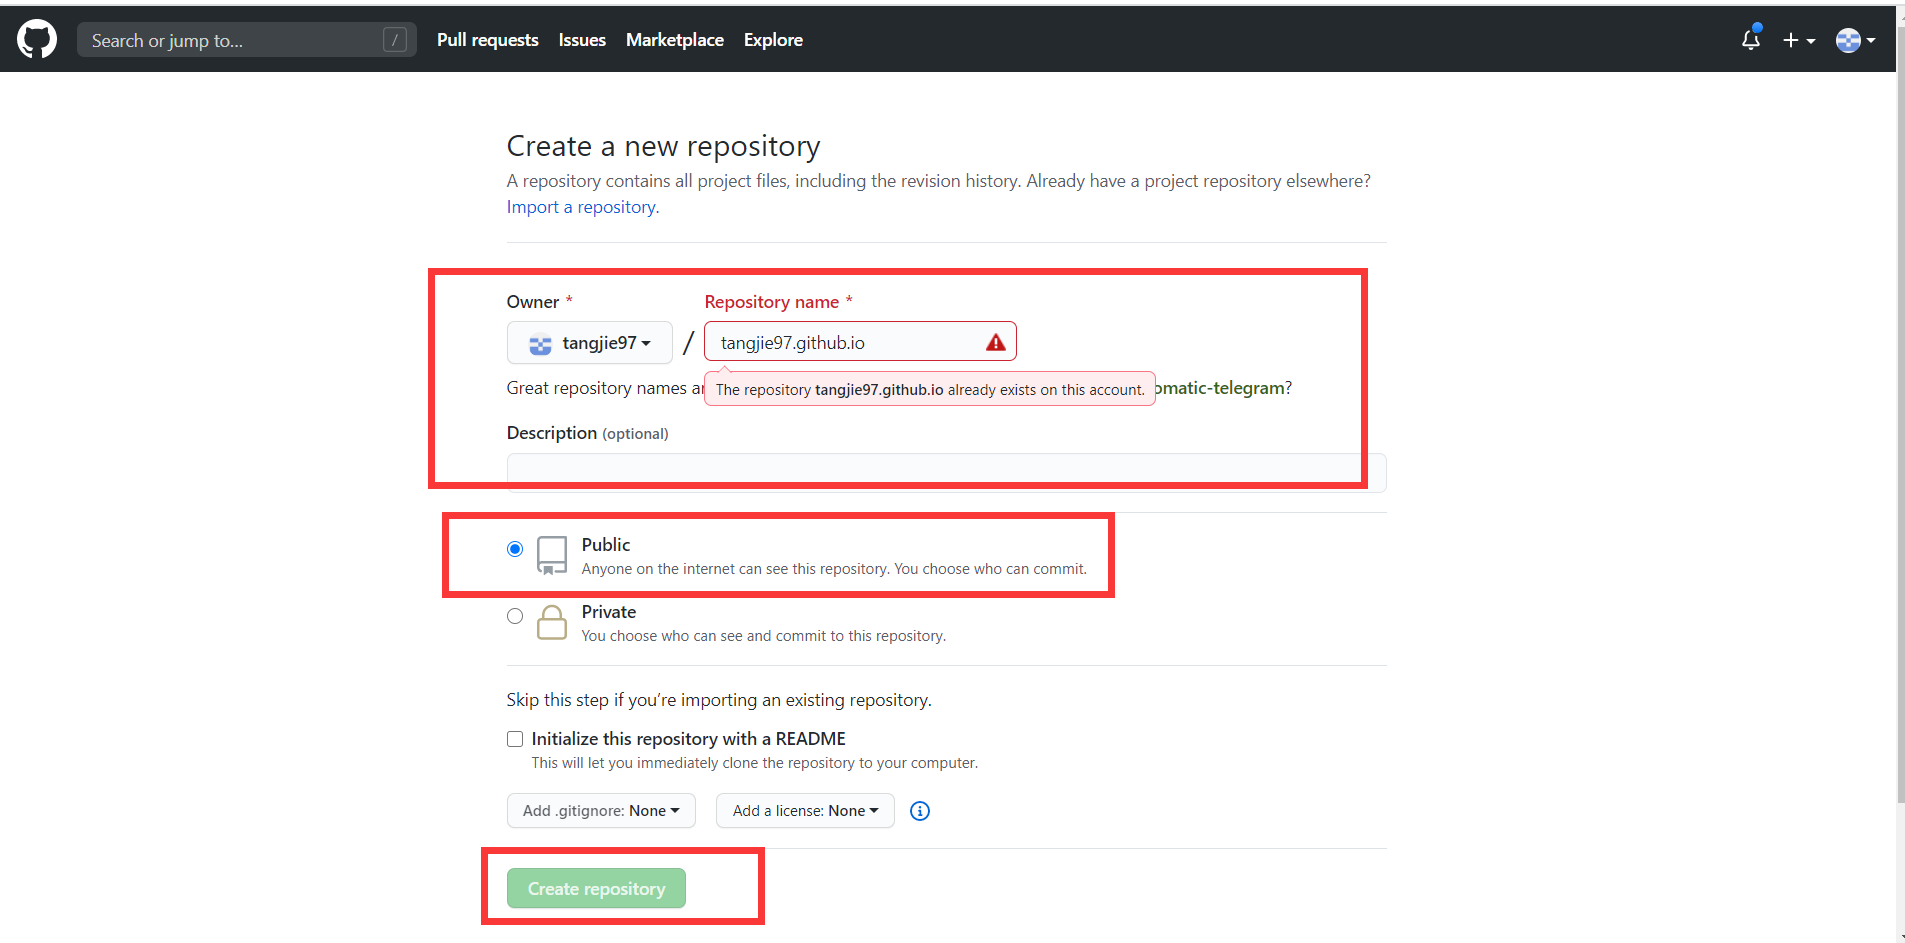 Search or jump to... / Pull requests Issues Marketplace Explore
Create a new repository
A repository contains all project files, including the revision history. Already have a project repository elsewhere?
Import a repository.
Owner * Repository name *
tangjie97 / tangjie97.github.io
Great repository names The repository tangjie97.github.io already exists on this account. omatic-telegram?
Description (optional)
Public
Anyone on the internet can see this repository. You choose who can commit.
Private
You choose who can see and commit to this repository.
Skip this step if you’re importing an existing repository.
Initialize this repository with a README
This will let you immediately clone the repository to your computer.
Add .gitignore: None Add a license: None
Create repository